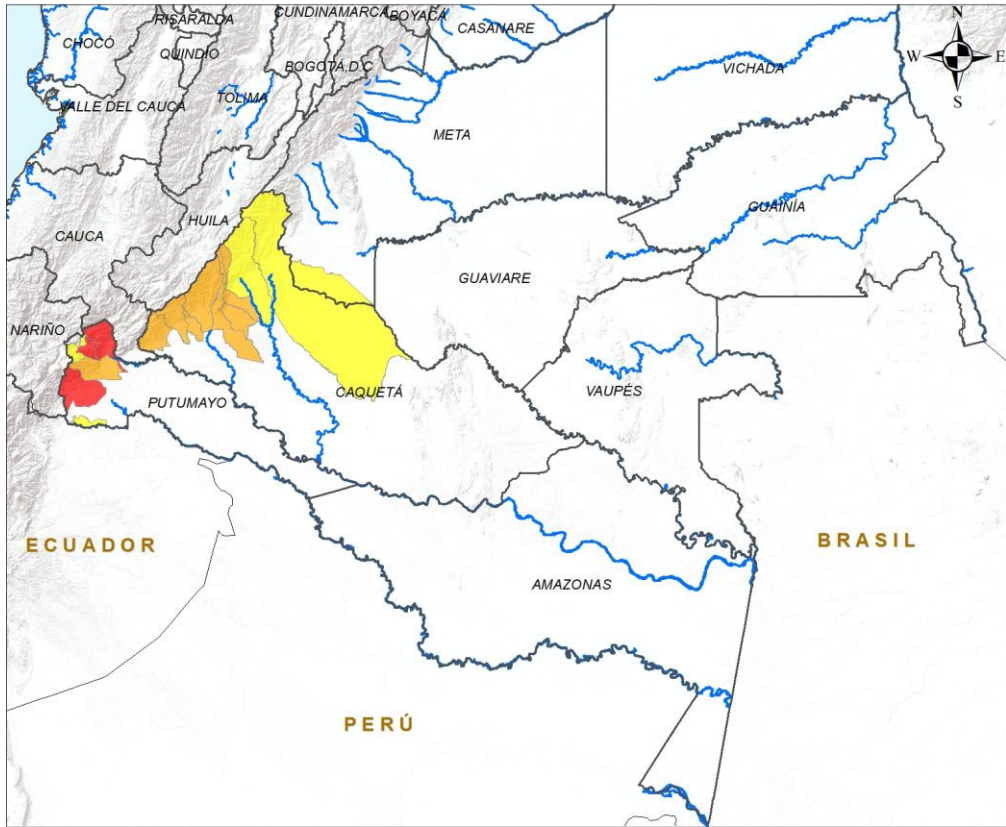 CUNDINAMARCA
BOYACÁ
RISARALDA
CASANARE
N
CHOCÓ
QUINDÍO
BOGOTÁ D.C
VICHADA
W
E
S
TOLIMA
VALLE DEL CAUCA
META
GUAINÍA
HUILA
CAUCA
GUAVIARE
NARIÑO
CAQUETÁ
VAUPÉS
PUTUMAYO
ECUADOR
BRASIL
AMAZONAS
PERÚ